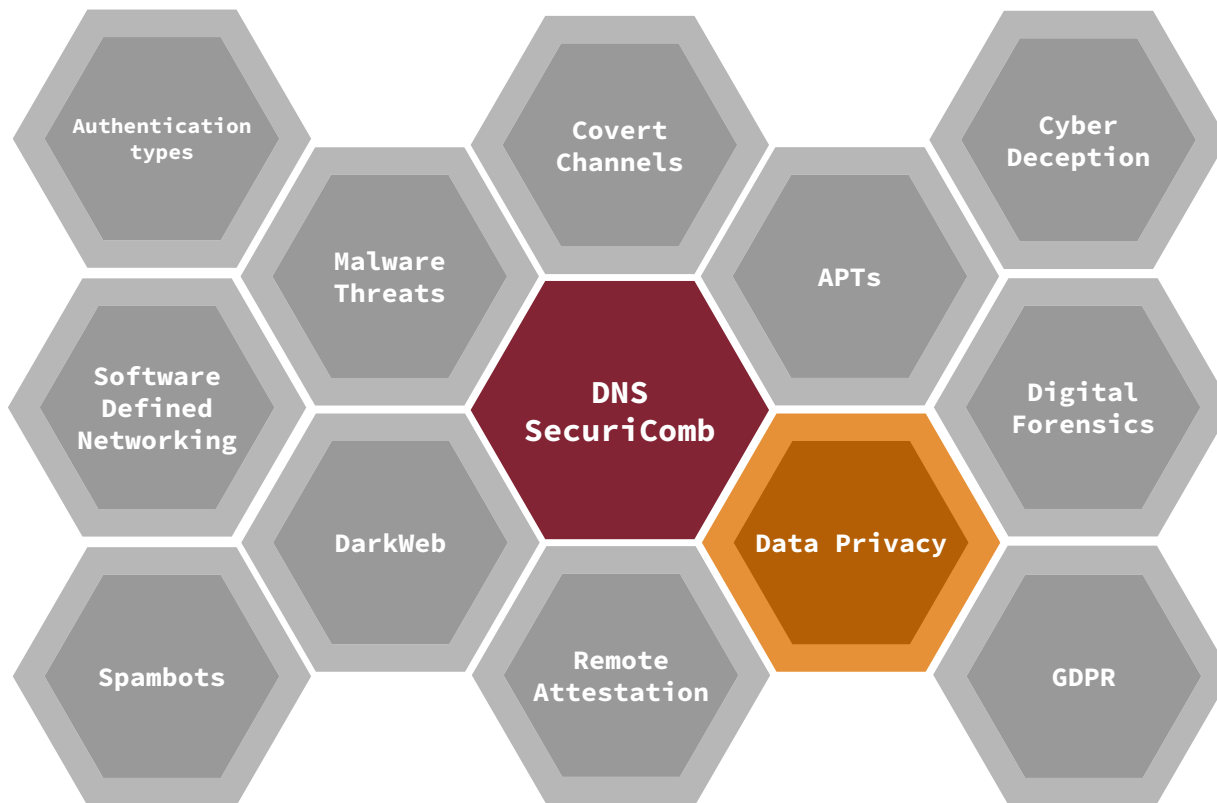 Authentication
types
Covert
Channels
Cyber
Deception
Malware
Threats
APTs
Software
Defined
Networking
DNS
SecuriComb
Digital
Forensics
DarkWeb
Data Privacy
Spambots
Remote
Attestation
GDPR